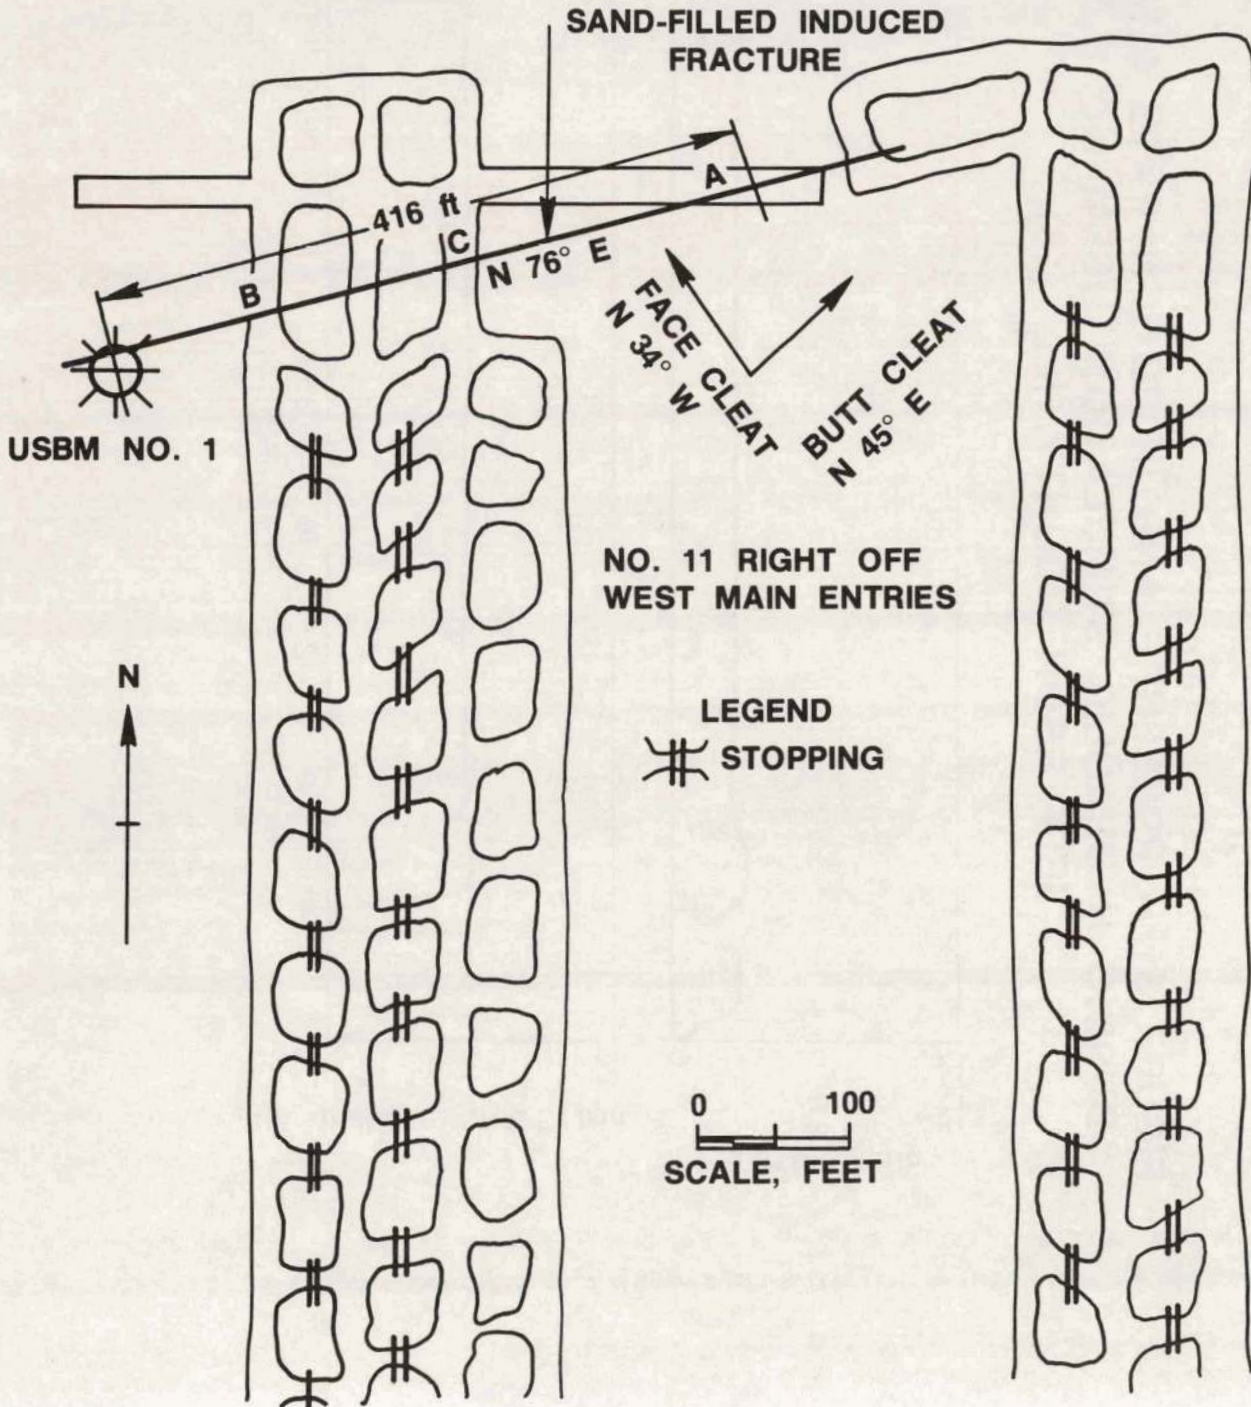 SAND-FILLED INDUCED
FRACTURE
416 ft
A
B
C
N 76° E
FACE CLEAT
N 34° W
BUTT CLEAT
N 45° E
USBM NO. 1
NO. 11 RIGHT OFF
WEST MAIN ENTRIES
N
LEGEND
STOPPING
0 100
SCALE, FEET